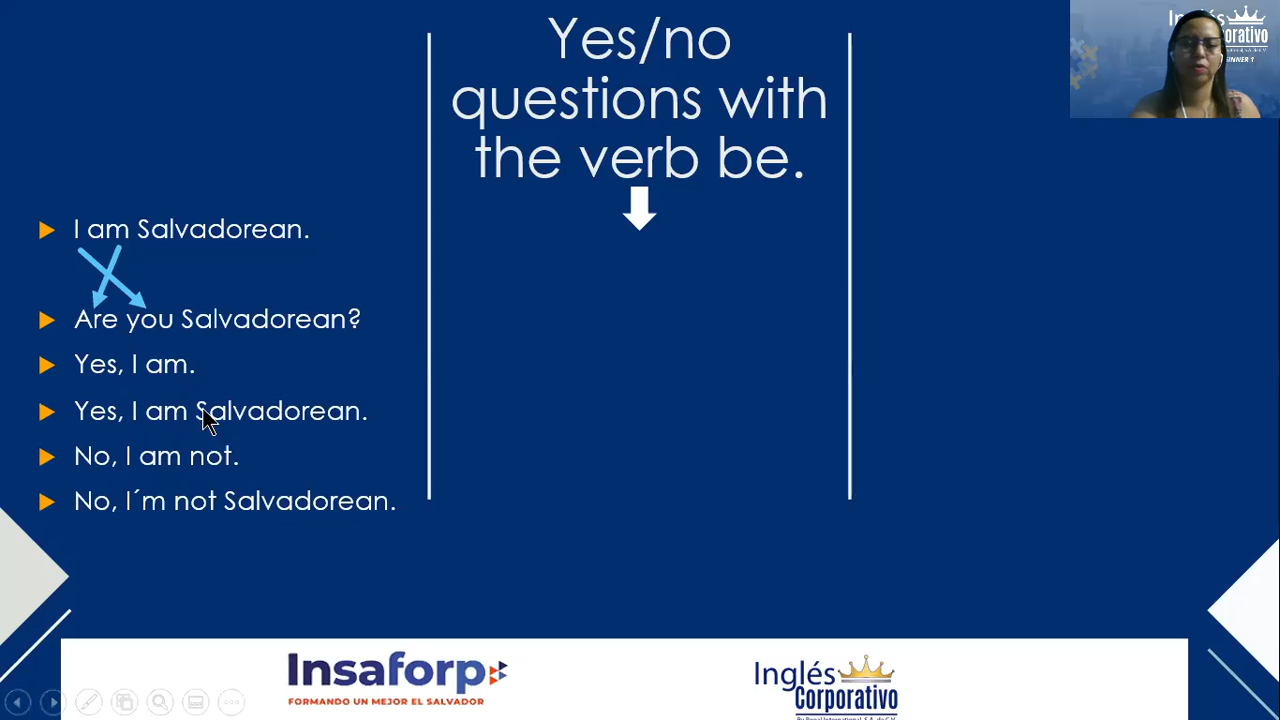 Yes/no
questions with
the verb be.
I am Salvadorean.
Are you Salvadorean?
Yes, I am.
Yes, I am Salvadorean.
No, I am not.
No, I´m not Salvadorean.
Insaforp
FORMANDO UN MEJOR EL SALVADOR
Inglés
Corporativo